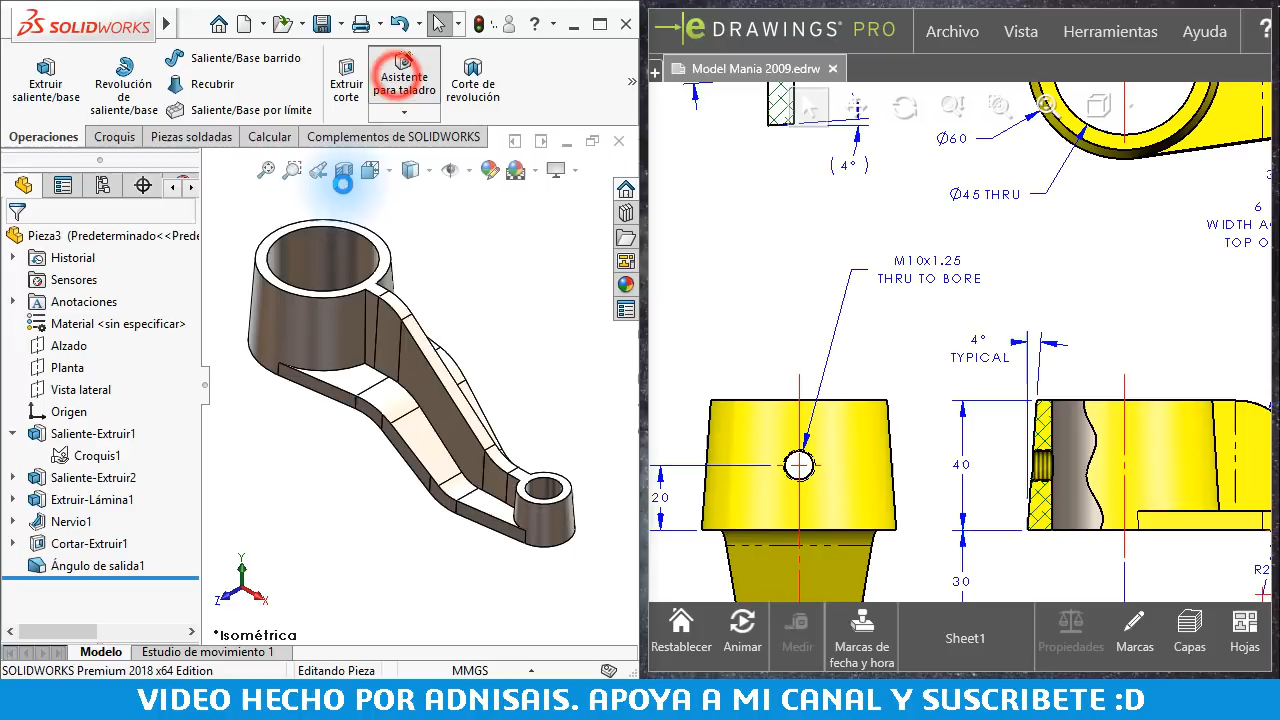 SOLIDWORKS
?
Extruir
saliente/base
Revolución
de
saliente/base
Saliente/Base barrido
Recubrir
Saliente/Base por límite
Extruir
corte
Asistente
para taladro
Corte de
revolución
Operaciones
Croquis
Piezas soldadas
Calcular
Complementos de SOLIDWORKS
Pieza3 (Predeterminado<<Prede
Historial
Sensores
Anotaciones
Material <sin especificar>
Alzado
Planta
Vista lateral
Origen
Saliente-Extruir1
Croquis1
Saliente-Extruir2
Extruir-Lámina1
Nervio1
Cortar-Extruir1
Ángulo de salida1
Y
Z
X
*Isométrica
Modelo
Estudio de movimiento 1
SOLIDWORKS Premium 2018 x64 Edition
Editando Pieza
MMGS
eDRAWINGS® PRO
Archivo
Vista
Herramientas
Ayuda
?
Model Mania 2009.edrw
( 4° )
Ø60
Ø45 THRU
3
6
WIDTH A
TOP O
M10x1.25
THRU TO BORE
4°
TYPICAL
20
40
30
R2
Restablecer
Animar
Medir
Marcas de
fecha y hora
Sheet1
Propiedades
Marcas
Capas
Hojas
VIDEO HECHO POR ADNISAIS. APOYA A MI CANAL Y SUSCRIBETE :D